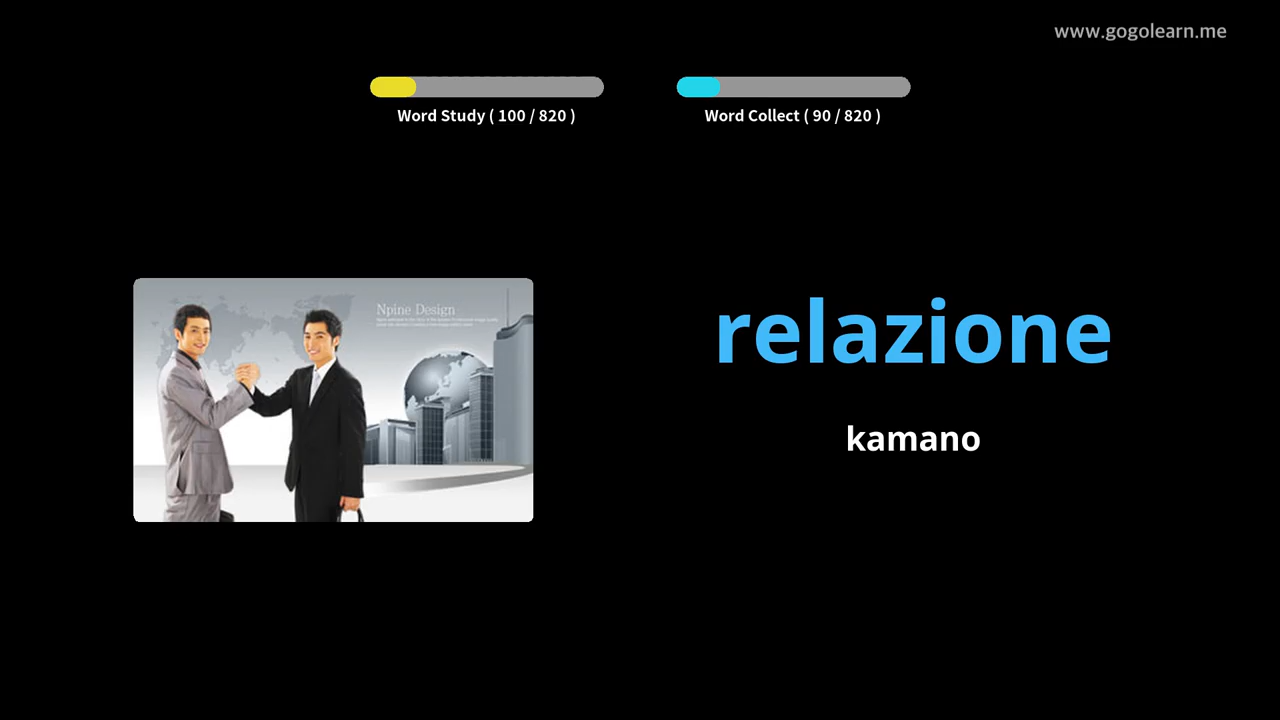 www.gogolearn.me
Word Study ( 100 / 820 )
Word Collect ( 90 / 820 )
Npine Design
relazione
kamano